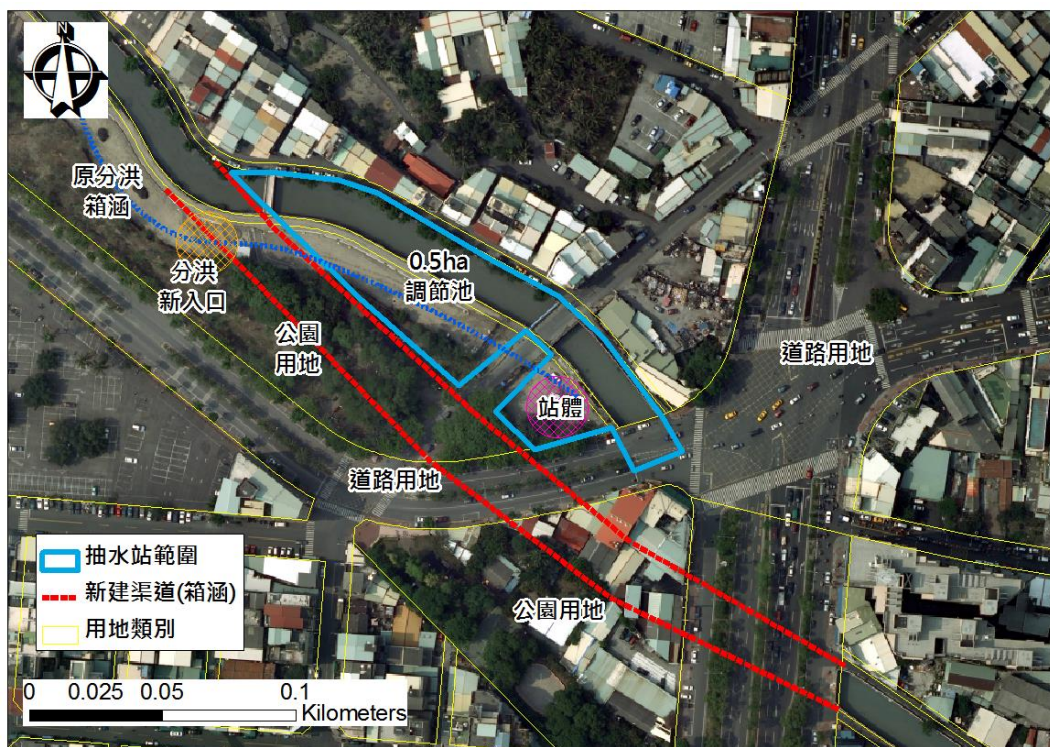 N
原分洪
箱涵
分洪
新入口
0.5ha
調節池
公園
用地
站體
道路用地
道路用地
公園用地
抽水站範圍
新建渠道(箱涵)
用地類別
0 0.025 0.05 0.1
Kilometers